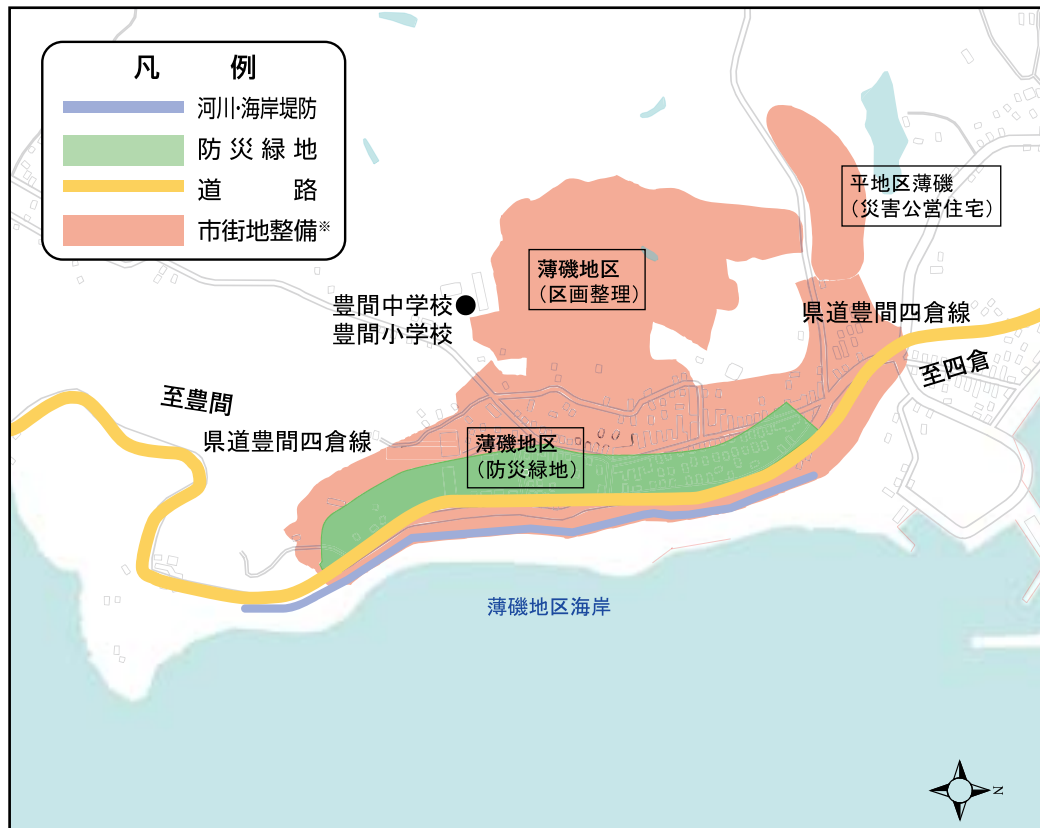 凡 例
河川・海岸堤防
防災緑地
道 路
市街地整備※
平地区薄磯
（災害公営住宅）
薄磯地区
（区画整理）
豊間中学校
豊間小学校
県道豊間四倉線
至四倉
至豊間
県道豊間四倉線
薄磯地区
（防災緑地）
薄磯地区海岸
N